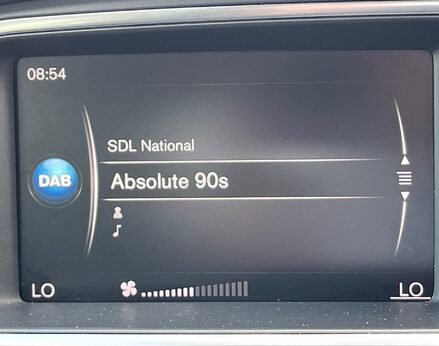 08:54
SDL National
DAB
Absolute 90s
LO
LO